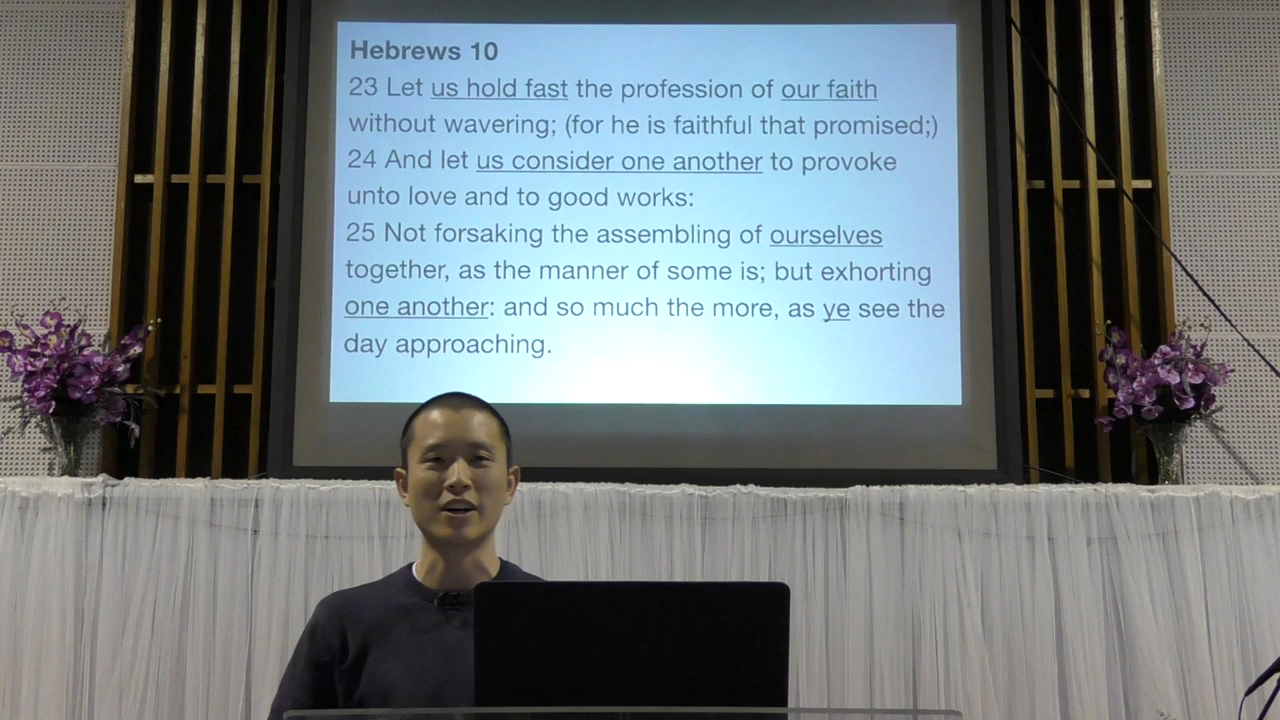 Hebrews 10
23 Let us hold fast the profession of our faith
without wavering; (for he is faithful that promised;)
24 And let us consider one another to provoke
unto love and to good works:
25 Not forsaking the assembling of ourselves
together, as the manner of some is; but exhorting
one another: and so much the more, as ye see the
day approaching.